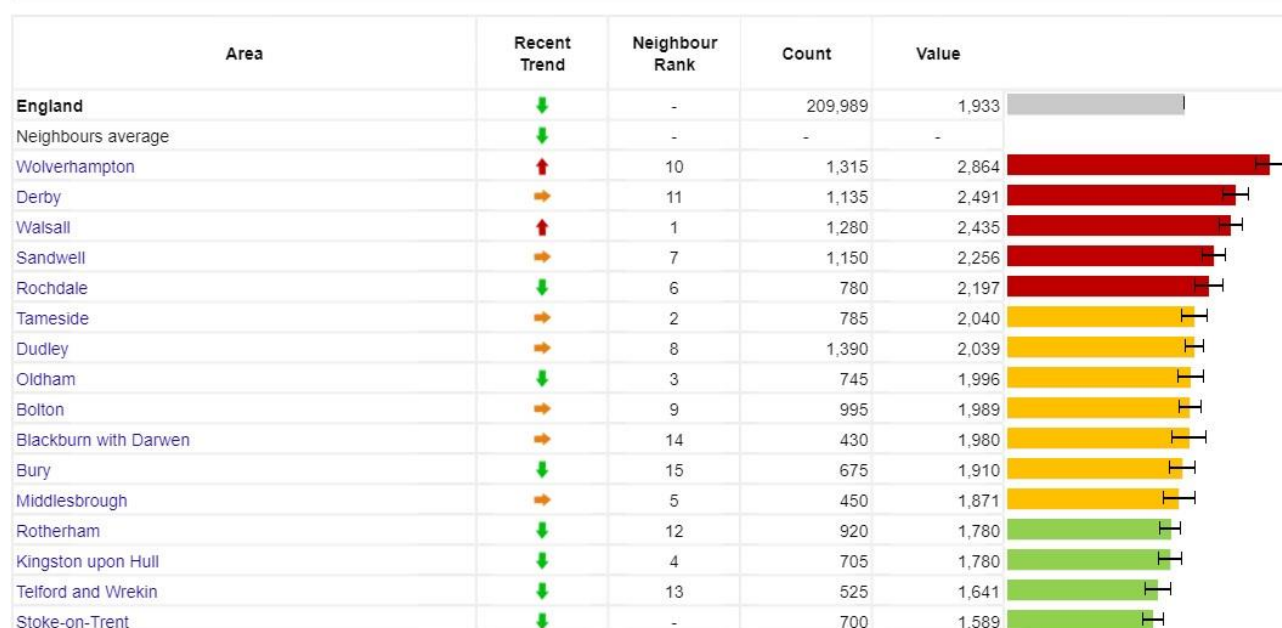 Area Recent Trend Neighbour Rank Count Value
England - 209,989 1,933
Neighbours average - - -
Wolverhampton 10 1,315 2,864
Derby 11 1,135 2,491
Walsall 1 1,280 2,435
Sandwell 7 1,150 2,256
Rochdale 6 780 2,197
Tameside 2 785 2,040
Dudley 8 1,390 2,039
Oldham 3 745 1,996
Bolton 9 995 1,989
Blackburn with Darwen 14 430 1,980
Bury 15 675 1,910
Middlesbrough 5 450 1,871
Rotherham 12 920 1,780
Kingston upon Hull 4 705 1,780
Telford and Wrekin 13 525 1,641
Stoke-on-Trent - 700 1,589